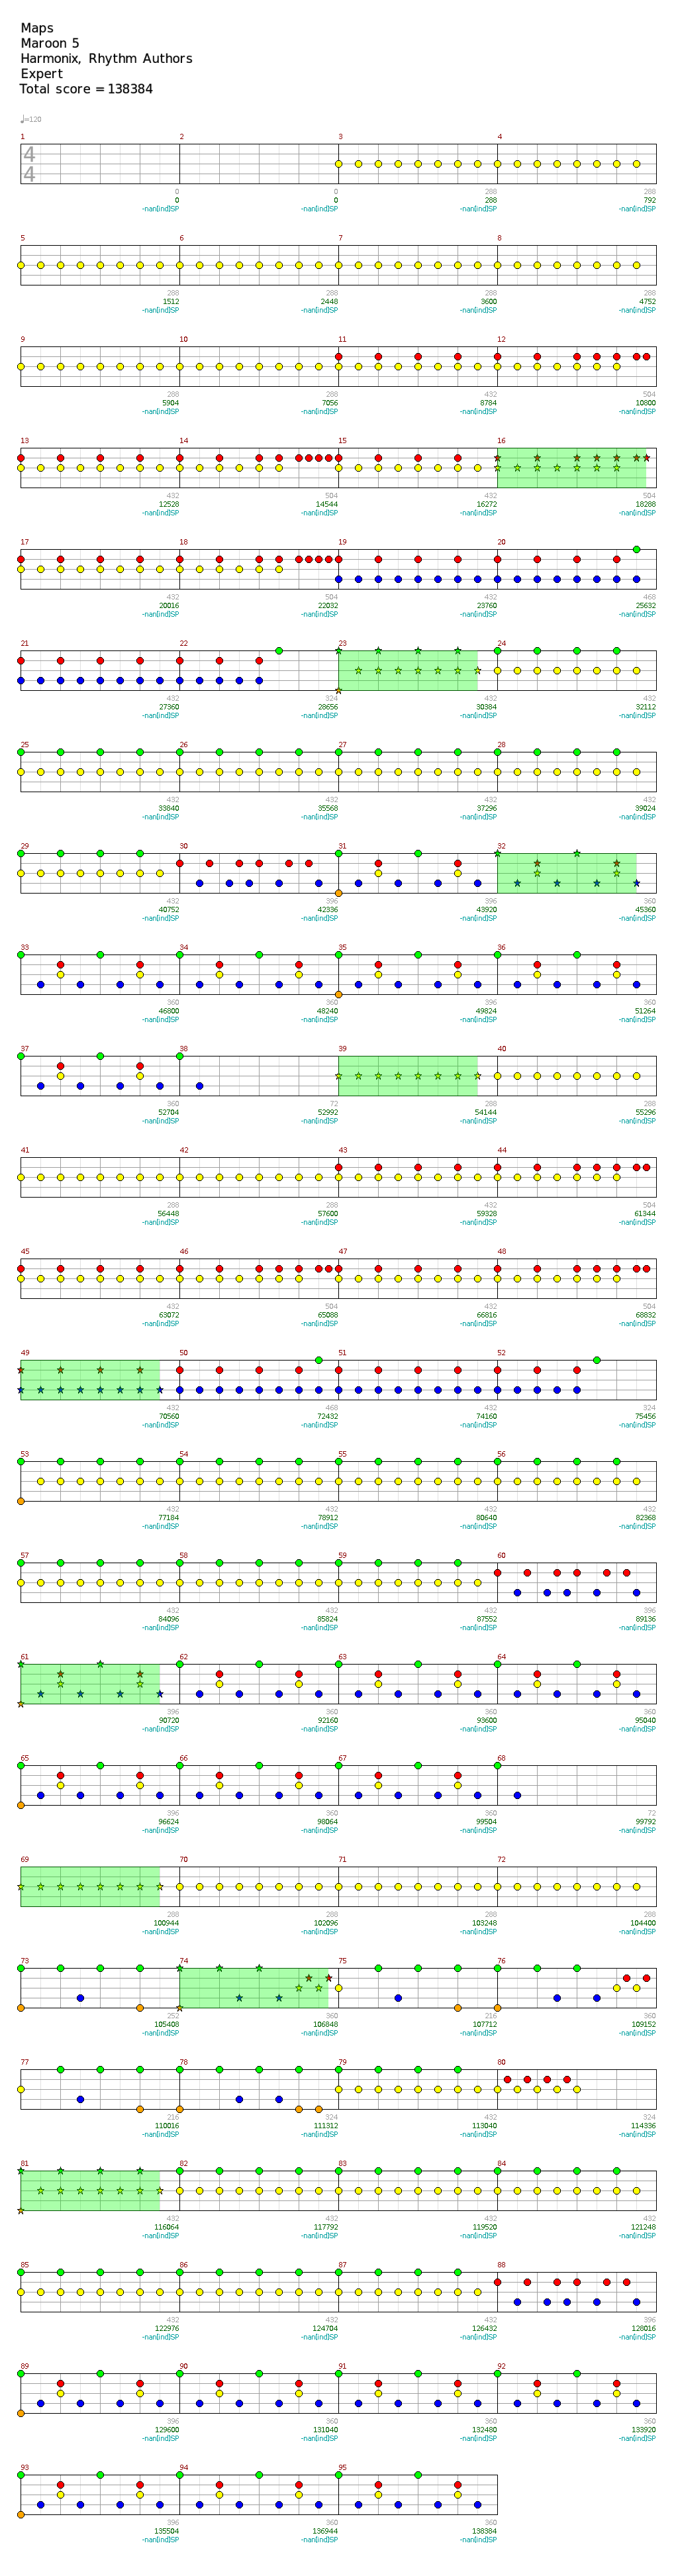 Maps
Maroon 5
Harmonix, Rhythm Authors
Expert
Total score = 138384
♩=120
1 2 3 4
4
4
0 0 288 288
0 0 288 792
-nan(ind)SP -nan(ind)SP -nan(ind)SP -nan(ind)SP
5 6 7 8
288 288 288 288
1512 2448 3600 4752
-nan(ind)SP -nan(ind)SP -nan(ind)SP -nan(ind)SP
9 10 11 12
288 288 432 504
5904 7056 8784 10800
-nan(ind)SP -nan(ind)SP -nan(ind)SP -nan(ind)SP
13 14 15 16
432 504 432 504
12528 14544 16272 18288
-nan(ind)SP -nan(ind)SP -nan(ind)SP -nan(ind)SP
17 18 19 20
432 504 432 468
20016 22032 23760 25632
-nan(ind)SP -nan(ind)SP -nan(ind)SP -nan(ind)SP
21 22 23 24
432 324 432 432
27360 28656 30384 32112
-nan(ind)SP -nan(ind)SP -nan(ind)SP -nan(ind)SP
25 26 27 28
432 432 432 432
33840 35568 37296 39024
-nan(ind)SP -nan(ind)SP -nan(ind)SP -nan(ind)SP
29 30 31 32
432 396 396 360
40752 42336 43920 45360
-nan(ind)SP -nan(ind)SP -nan(ind)SP -nan(ind)SP
33 34 35 36
360 360 396 360
46800 48240 49824 51264
-nan(ind)SP -nan(ind)SP -nan(ind)SP -nan(ind)SP
37 38 39 40
360 72 288 288
52704 52992 54144 55296
-nan(ind)SP -nan(ind)SP -nan(ind)SP -nan(ind)SP
41 42 43 44
288 288 432 504
56448 57600 59328 61344
-nan(ind)SP -nan(ind)SP -nan(ind)SP -nan(ind)SP
45 46 47 48
432 504 432 504
63072 65088 66816 68832
-nan(ind)SP -nan(ind)SP -nan(ind)SP -nan(ind)SP
49 50 51 52
432 468 432 324
70560 72432 74160 75456
-nan(ind)SP -nan(ind)SP -nan(ind)SP -nan(ind)SP
53 54 55 56
432 432 432 432
77184 78912 80640 82368
-nan(ind)SP -nan(ind)SP -nan(ind)SP -nan(ind)SP
57 58 59 60
432 432 432 396
84096 85824 87552 89136
-nan(ind)SP -nan(ind)SP -nan(ind)SP -nan(ind)SP
61 62 63 64
396 360 360 360
90720 92160 93600 95040
-nan(ind)SP -nan(ind)SP -nan(ind)SP -nan(ind)SP
65 66 67 68
396 360 360 72
96624 98064 99504 99792
-nan(ind)SP -nan(ind)SP -nan(ind)SP -nan(ind)SP
69 70 71 72
288 288 288 288
100944 102096 103248 104400
-nan(ind)SP -nan(ind)SP -nan(ind)SP -nan(ind)SP
73 74 75 76
252 360 216 360
105408 106848 107712 109152
-nan(ind)SP -nan(ind)SP -nan(ind)SP -nan(ind)SP
77 78 79 80
216 324 432 324
110016 111312 113040 114336
-nan(ind)SP -nan(ind)SP -nan(ind)SP -nan(ind)SP
81 82 83 84
432 432 432 432
116064 117792 119520 121248
-nan(ind)SP -nan(ind)SP -nan(ind)SP -nan(ind)SP
85 86 87 88
432 432 432 396
122976 124704 126432 128016
-nan(ind)SP -nan(ind)SP -nan(ind)SP -nan(ind)SP
89 90 91 92
396 360 360 360
129600 131040 132480 133920
-nan(ind)SP -nan(ind)SP -nan(ind)SP -nan(ind)SP
93 94 95
396 360 360
135504 136944 138384
-nan(ind)SP -nan(ind)SP -nan(ind)SP